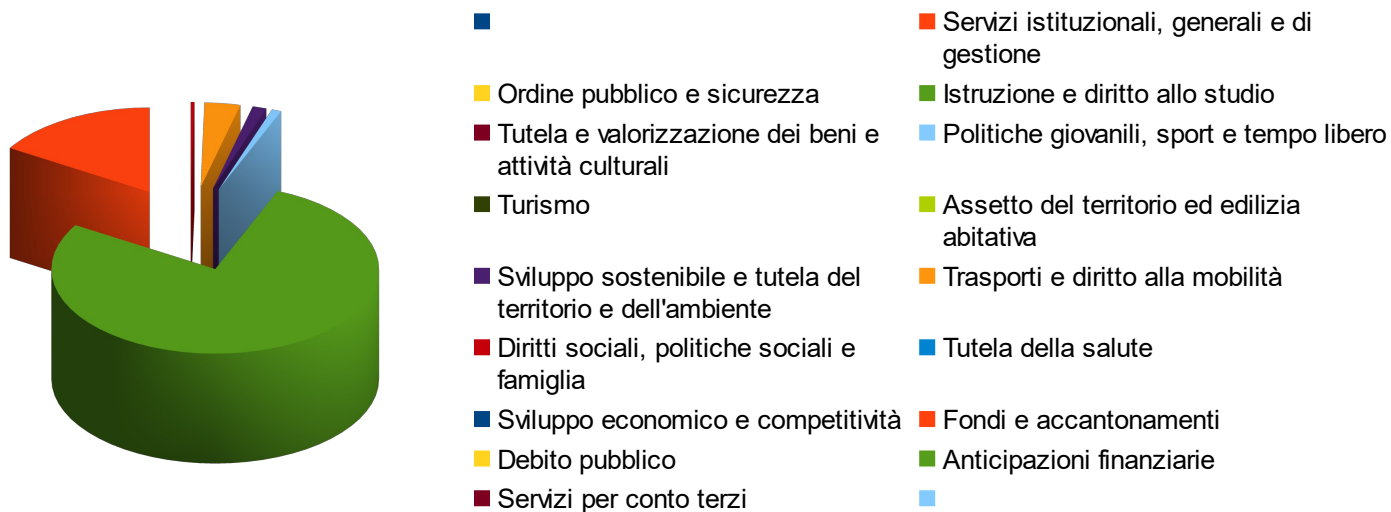 Servizi istituzionali, generali e di
gestione
Ordine pubblico e sicurezza
Istruzione e diritto allo studio
Tutela e valorizzazione dei beni e
attività culturali
Politiche giovanili, sport e tempo libero
Turismo
Assetto del territorio ed edilizia
abitativa
Sviluppo sostenibile e tutela del
territorio e dell'ambiente
Trasporti e diritto alla mobilità
Diritti sociali, politiche sociali e
famiglia
Tutela della salute
Sviluppo economico e competitività
Fondi e accantonamenti
Debito pubblico
Anticipazioni finanziarie
Servizi per conto terzi